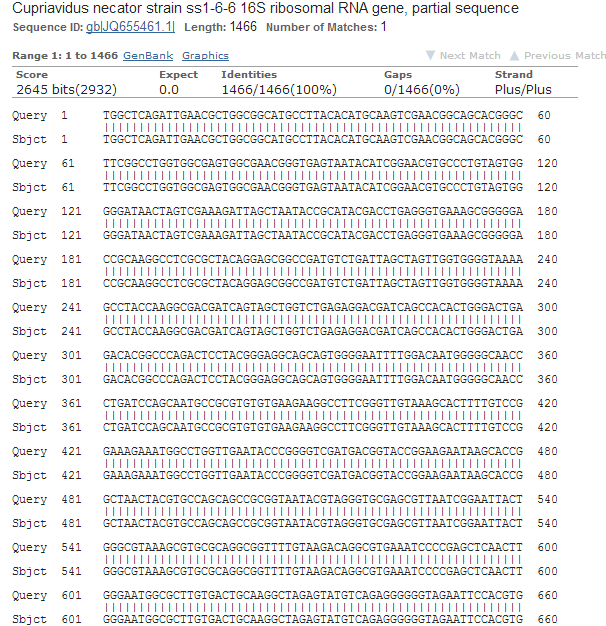 Cupriavidus necator strain ss1-6-6 16S ribosomal RNA gene, partial sequence
Sequence ID: gb|JQ655461.1| Length: 1466 Number of Matches: 1
Range 1: 1 to 1466 GenBank Graphics ▼ Next Match ▲ Previous Match
Score Expect Identities Gaps Strand
2645 bits(2932) 0.0 1466/1466(100%) 0/1466(0%) Plus/Plus
Query 1 TGGCTCAGATTGAACGCTGGCGGCATGCCTTACACATGCAAGTCGAACGGCAGCACGGGC 60
Sbjct 1 TGGCTCAGATTGAACGCTGGCGGCATGCCTTACACATGCAAGTCGAACGGCAGCACGGGC 60
Query 61 TTCGGCCTGGTGGCGAGTGGCGAACGGGTGAGTAATACATCGGAACGTGCCCTGTAGTGG 120
Sbjct 61 TTCGGCCTGGTGGCGAGTGGCGAACGGGTGAGTAATACATCGGAACGTGCCCTGTAGTGG 120
Query 121 GGGATAACTAGTCGAAAGATTAGCTAATACCGCATACGACCTGAGGGTGAAAGCGGGGGA 180
Sbjct 121 GGGATAACTAGTCGAAAGATTAGCTAATACCGCATACGACCTGAGGGTGAAAGCGGGGGA 180
Query 181 CCGCAAGGCCTCGCGCTACAGGAGCGGCCGATGTCTGATTAGCTAGTTGGTGGGGTAAAA 240
Sbjct 181 CCGCAAGGCCTCGCGCTACAGGAGCGGCCGATGTCTGATTAGCTAGTTGGTGGGGTAAAA 240
Query 241 GCCTACCAAGGCGACGATCAGTAGCTGGTCTGAGAGGACGATCAGCCACACTGGGACTGA 300
Sbjct 241 GCCTACCAAGGCGACGATCAGTAGCTGGTCTGAGAGGACGATCAGCCACACTGGGACTGA 300
Query 301 GACACGGCCCAGACTCCTACGGGAGGCAGCAGTGGGGAATTTTGGACAATGGGGGCAACC 360
Sbjct 301 GACACGGCCCAGACTCCTACGGGAGGCAGCAGTGGGGAATTTTGGACAATGGGGGCAACC 360
Query 361 CTGATCCAGCAATGCCGCGTGTGTGAAGAAGGCCTTCGGGTTGTAAAGCACTTTTGTCCG 420
Sbjct 361 CTGATCCAGCAATGCCGCGTGTGTGAAGAAGGCCTTCGGGTTGTAAAGCACTTTTGTCCG 420
Query 421 GAAAGAAATGGCCTGGTTGAATACCCGGGGTCGATGACGGTACCGGAAGAATAAGCACCG 480
Sbjct 421 GAAAGAAATGGCCTGGTTGAATACCCGGGGTCGATGACGGTACCGGAAGAATAAGCACCG 480
Query 481 GCTAACTACGTGCCAGCAGCCGCGGTAATACGTAGGGTGCGAGCGTTAATCGGAATTACT 540
Sbjct 481 GCTAACTACGTGCCAGCAGCCGCGGTAATACGTAGGGTGCGAGCGTTAATCGGAATTACT 540
Query 541 GGGCGTAAAGCGTGCGCAGGCGGTTTTGTAAGACAGGCGTGAAATCCCCGAGCTCAACTT 600
Sbjct 541 GGGCGTAAAGCGTGCGCAGGCGGTTTTGTAAGACAGGCGTGAAATCCCCGAGCTCAACTT 600
Query 601 GGGAATGGCGCTTGTGACTGCAAGGCTAGAGTATGTCAGAGGGGGGTAGAATTCCACGTG 660
Sbjct 601 GGGAATGGCGCTTGTGACTGCAAGGCTAGAGTATGTCAGAGGGGGGTAGAATTCCACGTG 660